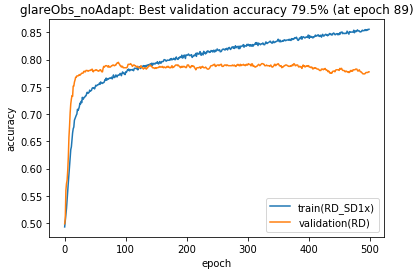 glareObs_noAdapt: Best validation accuracy 79.5% (at epoch 89)
accuracy
0.85
0.80
0.75
0.70
0.65
0.60
0.55
0.50
train(RD_SD1x)
validation(RD)
0 100 200 300 400 500
epoch